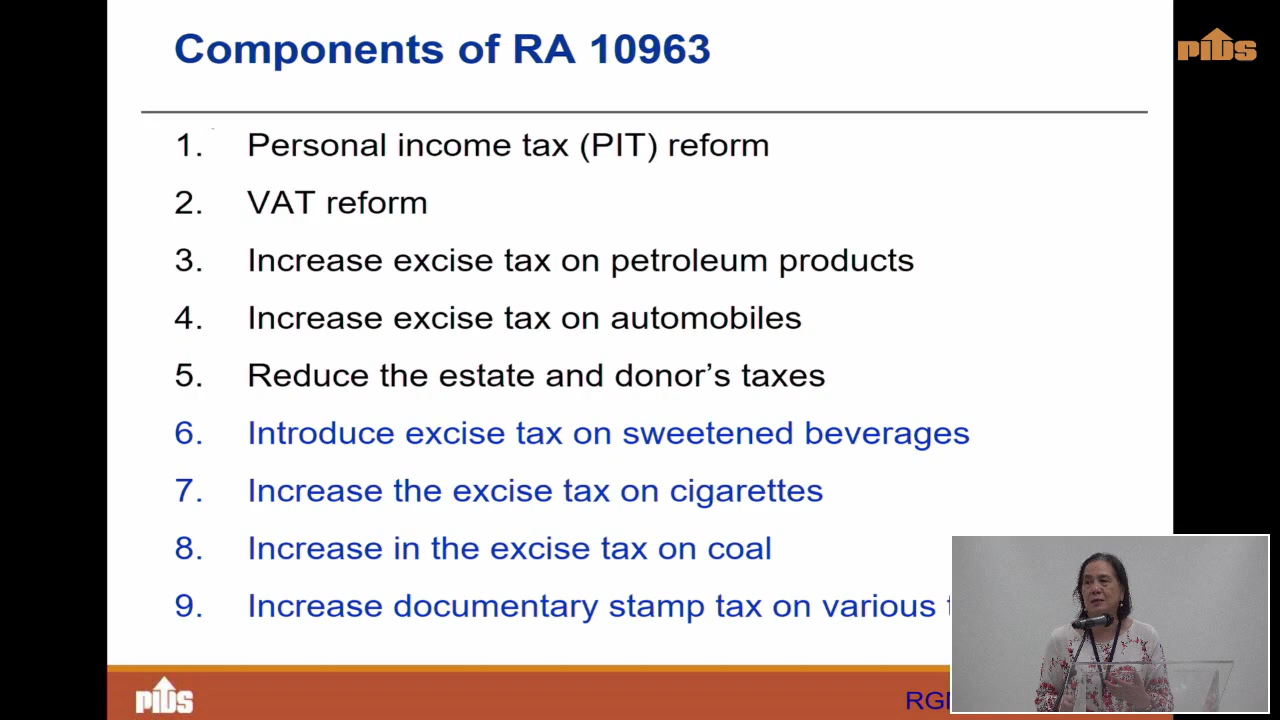 Components of RA 10963
PIDS
1. Personal income tax (PIT) reform
2. VAT reform
3. Increase excise tax on petroleum products
4. Increase excise tax on automobiles
5. Reduce the estate and donor’s taxes
6. Introduce excise tax on sweetened beverages
7. Increase the excise tax on cigarettes
8. Increase in the excise tax on coal
9. Increase documentary stamp tax on various
PIDS